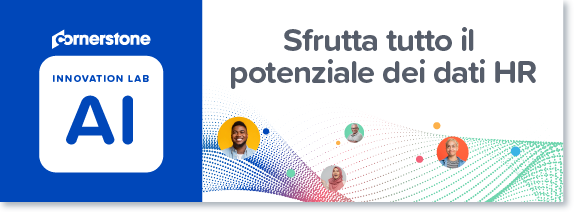 cornerstone
INNOVATION LAB
AI
Sfrutta tutto il
potenziale dei dati HR